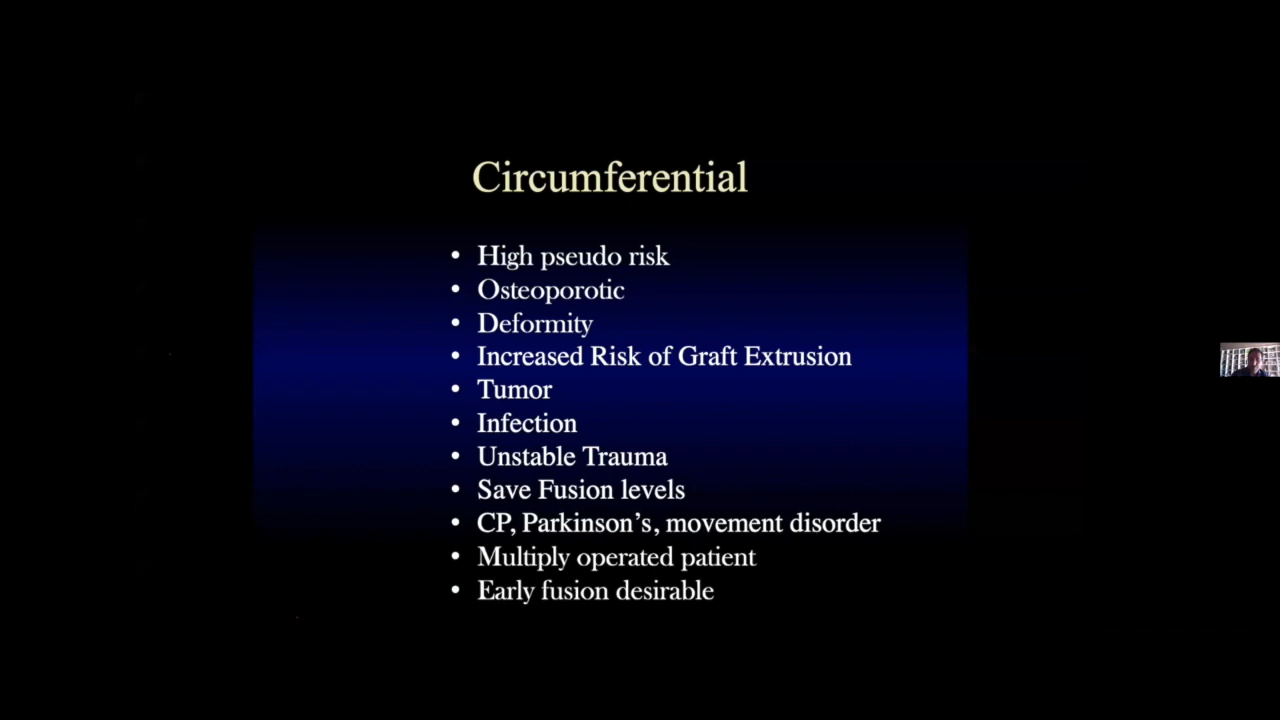 Circumferential
• High pseudo risk
• Osteoporotic
• Deformity
• Increased Risk of Graft Extrusion
• Tumor
• Infection
• Unstable Trauma
• Save Fusion levels
• CP, Parkinson’s, movement disorder
• Multiply operated patient
• Early fusion desirable